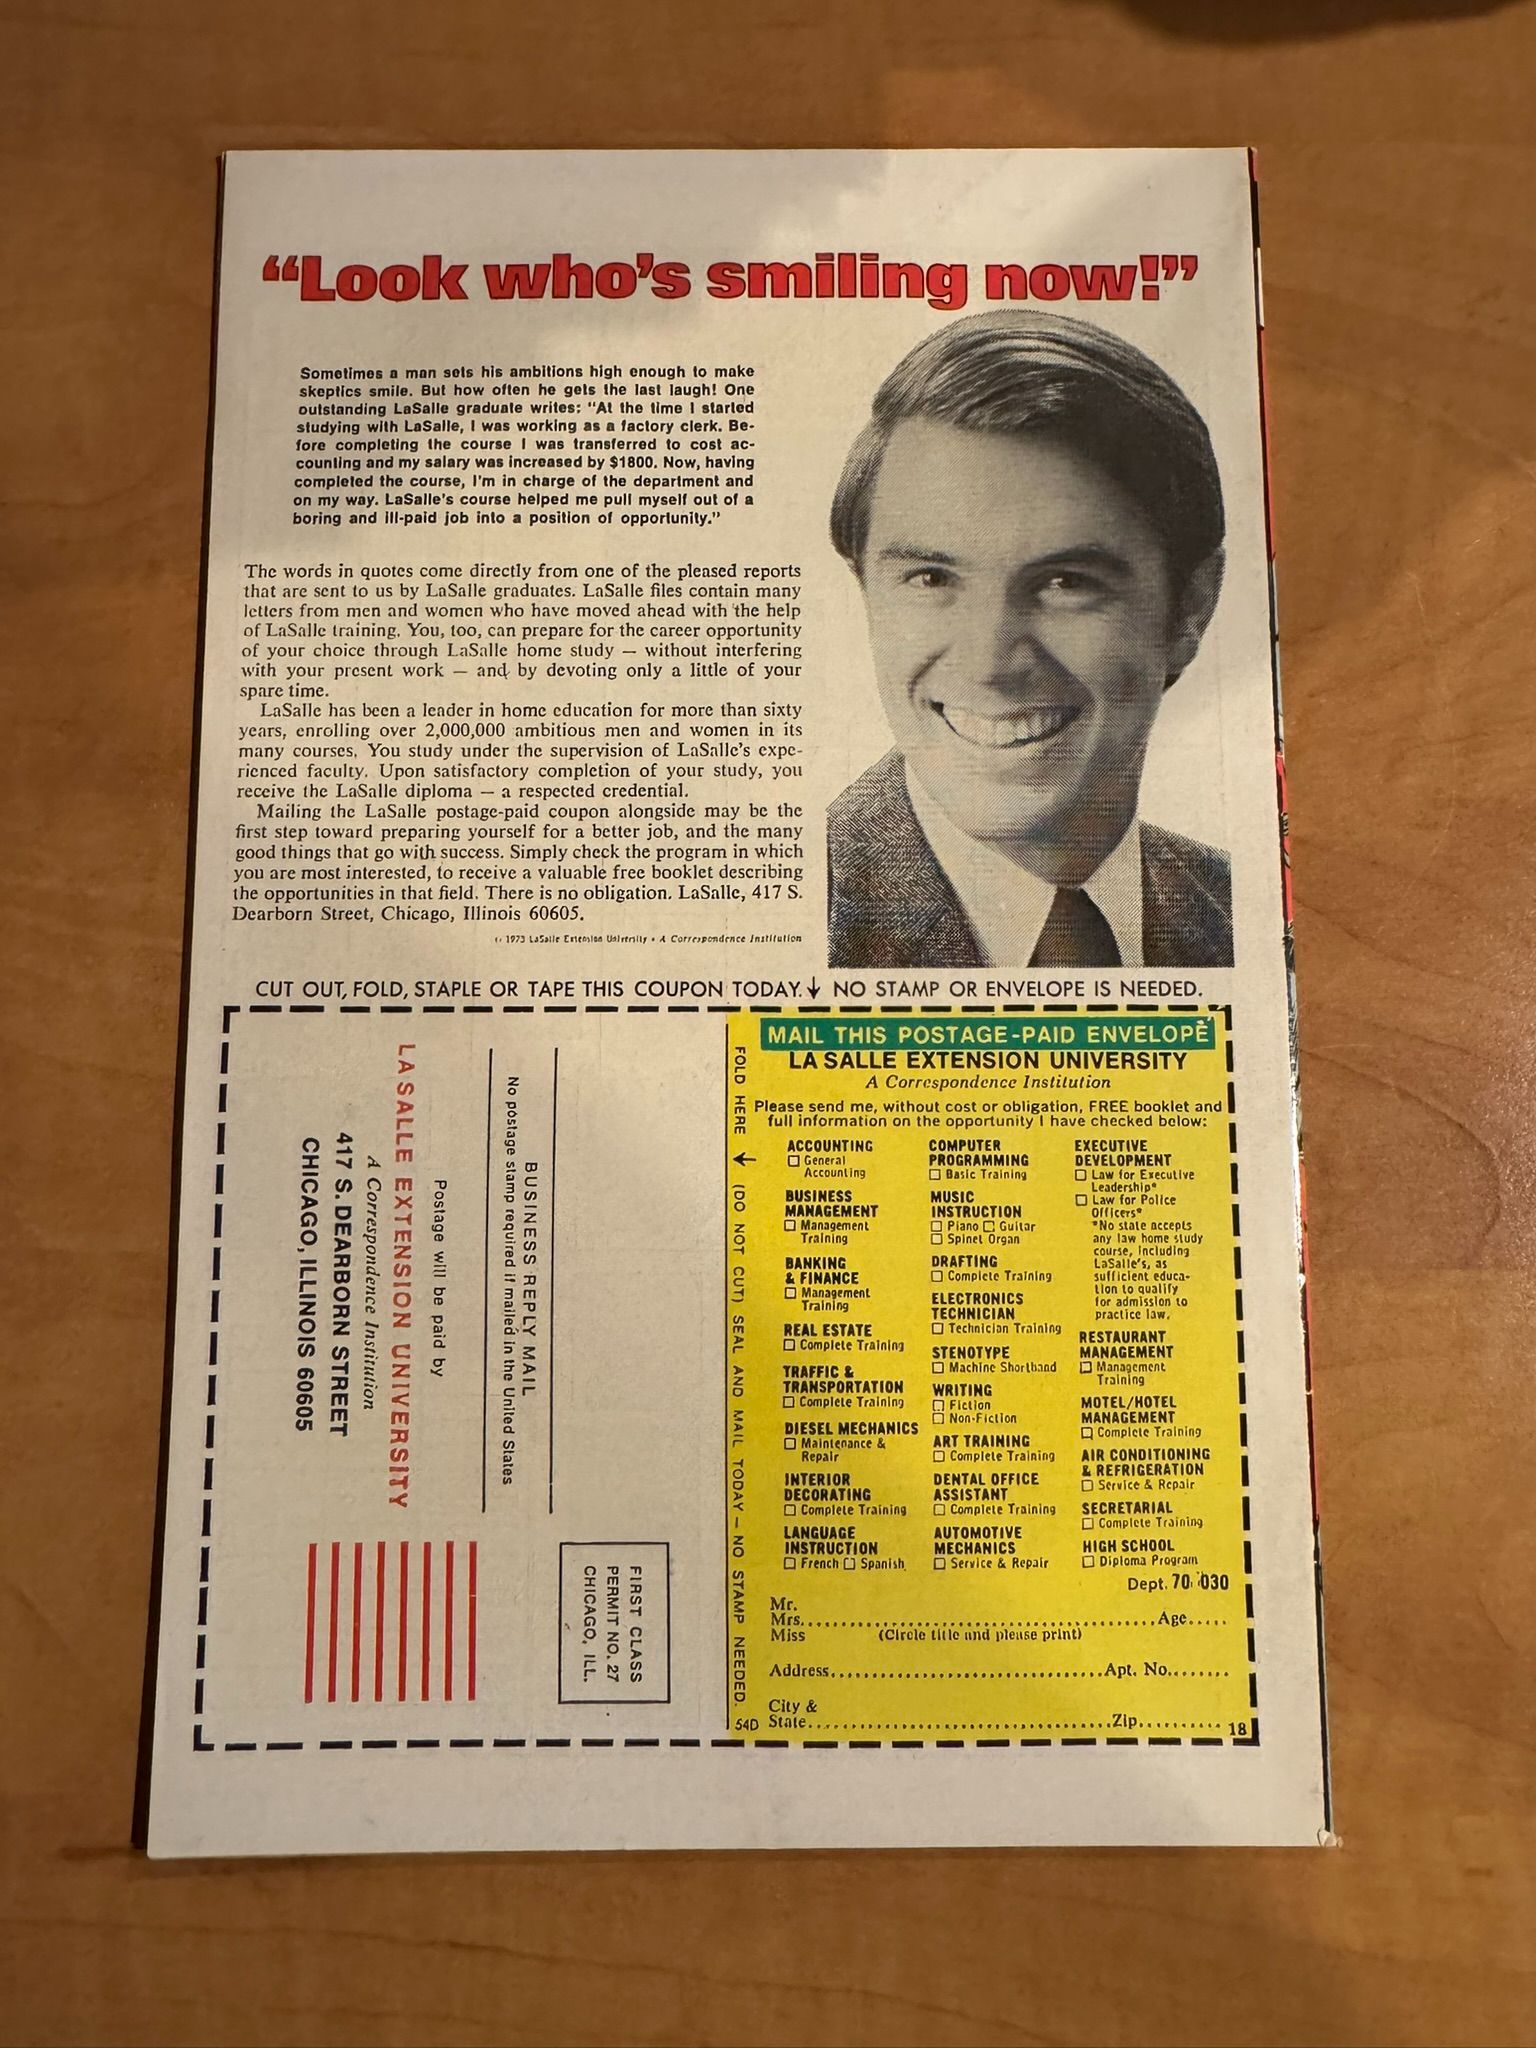 “Look who’s smiling now!”
Sometimes a man sets his ambitions high enough to make
skeptics smile. But how often he gets the last laugh! One
outstanding LaSalle graduate writes: “At the time I started
studying with LaSalle, I was working as a factory clerk. Be-
fore completing the course I was transferred to cost ac-
counting and my salary was increased by $1800. Now, having
completed the course, I’m in charge of the department and
on my way. LaSalle’s course helped me pull myself out of a
boring and ill-paid job into a position of opportunity.”
The words in quotes come directly from one of the pleased reports
that are sent to us by LaSalle graduates. LaSalle files contain many
letters from men and women who have moved ahead with the help
of LaSalle training. You, too, can prepare for the career opportunity
of your choice through LaSalle home study — without interfering
with your present work — and by devoting only a little of your
spare time.
LaSalle has been a leader in home education for more than sixty
years, enrolling over 2,000,000 ambitious men and women in its
many courses. You study under the supervision of LaSalle’s expe-
rienced faculty. Upon satisfactory completion of your study, you
receive the LaSalle diploma — a respected credential.
Mailing the LaSalle postage-paid coupon alongside may be the
first step toward preparing yourself for a better job, and the many
good things that go with success. Simply check the program in which
you are most interested, to receive a valuable free booklet describing
the opportunities in that field. There is no obligation. LaSalle, 417 S.
Dearborn Street, Chicago, Illinois 60605.
© 1973 LaSalle Extension University • A Correspondence Institution
CUT OUT, FOLD, STAPLE OR TAPE THIS COUPON TODAY. ↓ NO STAMP OR ENVELOPE IS NEEDED.
FIRST CLASS
PERMIT NO. 27
CHICAGO, ILL.
BUSINESS REPLY MAIL
No postage stamp required if mailed in the United States
Postage will be paid by
LA SALLE EXTENSION UNIVERSITY
A Correspondence Institution
417 S. DEARBORN STREET
CHICAGO, ILLINOIS 60605
FOLD HERE ↓ (DO NOT CUT) SEAL AND MAIL TODAY — NO STAMP NEEDED.
54D
MAIL THIS POSTAGE-PAID ENVELOPE
LA SALLE EXTENSION UNIVERSITY
A Correspondence Institution
Please send me, without cost or obligation, FREE booklet and
full information on the opportunity I have checked below:
ACCOUNTING
☐ General
Accounting
BUSINESS
MANAGEMENT
☐ Management
Training
BANKING
& FINANCE
☐ Management
Training
REAL ESTATE
☐ Complete Training
TRAFFIC &
TRANSPORTATION
☐ Complete Training
DIESEL MECHANICS
☐ Maintenance &
Repair
INTERIOR
DECORATING
☐ Complete Training
LANGUAGE
INSTRUCTION
☐ French ☐ Spanish
COMPUTER
PROGRAMMING
☐ Basic Training
MUSIC
INSTRUCTION
☐ Piano ☐ Guitar
☐ Spinet Organ
DRAFTING
☐ Complete Training
ELECTRONICS
TECHNICIAN
☐ Technician Training
STENOTYPE
☐ Machine Shorthand
WRITING
☐ Fiction
☐ Non-Fiction
ART TRAINING
☐ Complete Training
DENTAL OFFICE
ASSISTANT
☐ Complete Training
AUTOMOTIVE
MECHANICS
☐ Service & Repair
EXECUTIVE
DEVELOPMENT
☐ Law for Executive
Leadership*
☐ Law for Police
Officers*
*No state accepts
any law home study
course, including
LaSalle’s, as
sufficient educa-
tion to qualify
for admission to
practice law.
RESTAURANT
MANAGEMENT
☐ Management
Training
MOTEL/HOTEL
MANAGEMENT
☐ Complete Training
AIR CONDITIONING
& REFRIGERATION
☐ Service & Repair
SECRETARIAL
☐ Complete Training
HIGH SCHOOL
☐ Diploma Program
Dept. 70-030
Mr.
Mrs. Age
Miss (Circle title and please print)
Address Apt. No.
City &
State Zip 18